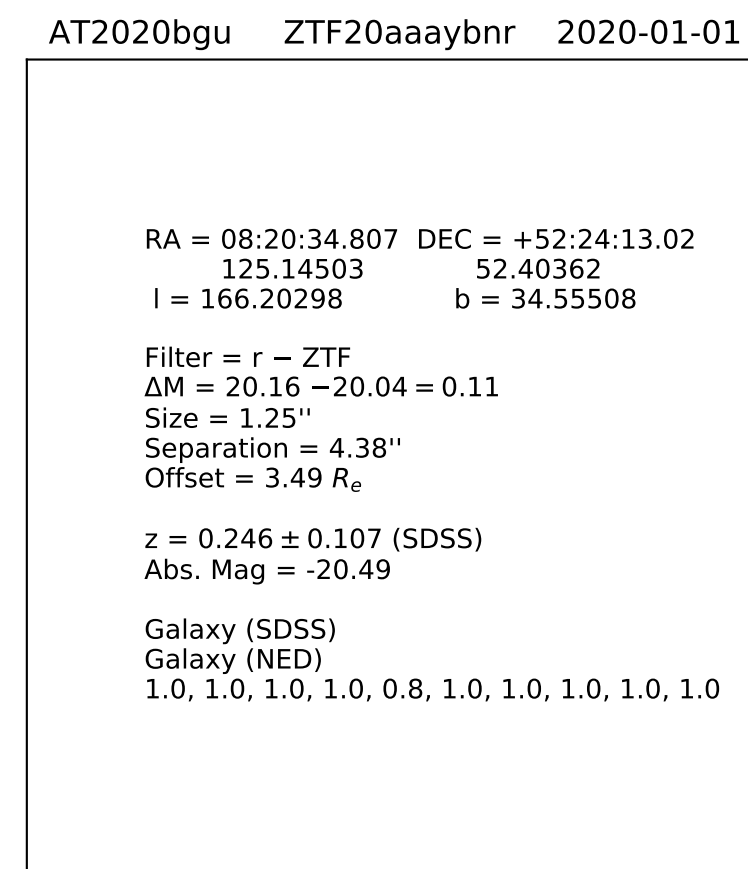 AT2020bgu ZTF20aaaybnr 2020-01-01
RA = 08:20:34.807 DEC = +52:24:13.02
125.14503 52.40362
l = 166.20298 b = 34.55508
Filter = r − ZTF
ΔM = 20.16 −20.04 = 0.11
Size = 1.25''
Separation = 4.38''
Offset = 3.49 Re
z = 0.246 ± 0.107 (SDSS)
Abs. Mag = -20.49
Galaxy (SDSS)
Galaxy (NED)
1.0, 1.0, 1.0, 1.0, 0.8, 1.0, 1.0, 1.0, 1.0, 1.0